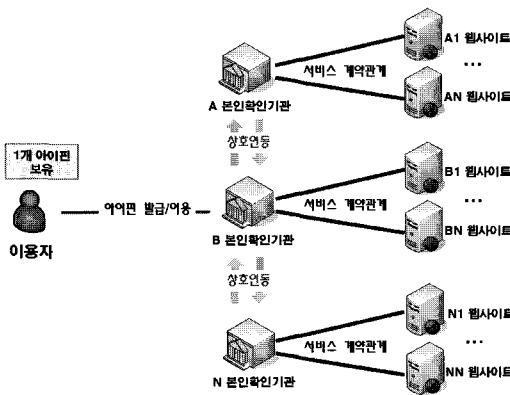 A1 웹사이트
...
서비스 계약관계
A 본인확인기관
AN 웹사이트
상호연동
1개 아이핀
보유
B1 웹사이트
...
아이핀 발급/이용
서비스 계약관계
이용자
B 본인확인기관
BN 웹사이트
상호연동
N1 웹사이트
...
서비스 계약관계
N 본인확인기관
NN 웹사이트